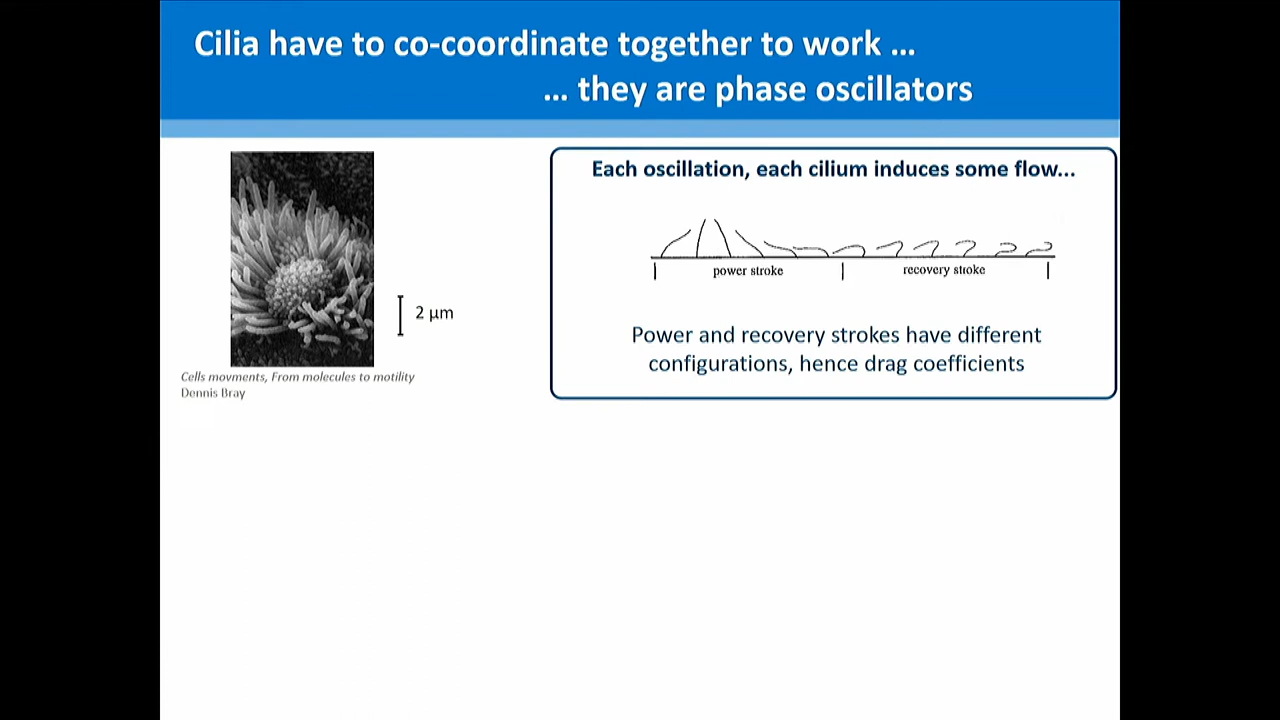 Cilia have to co-coordinate together to work ...
... they are phase oscillators
2 µm
Cells movments, From molecules to motility
Dennis Bray
Each oscillation, each cilium induces some flow...
power stroke
recovery stroke
Power and recovery strokes have different
configurations, hence drag coefficients